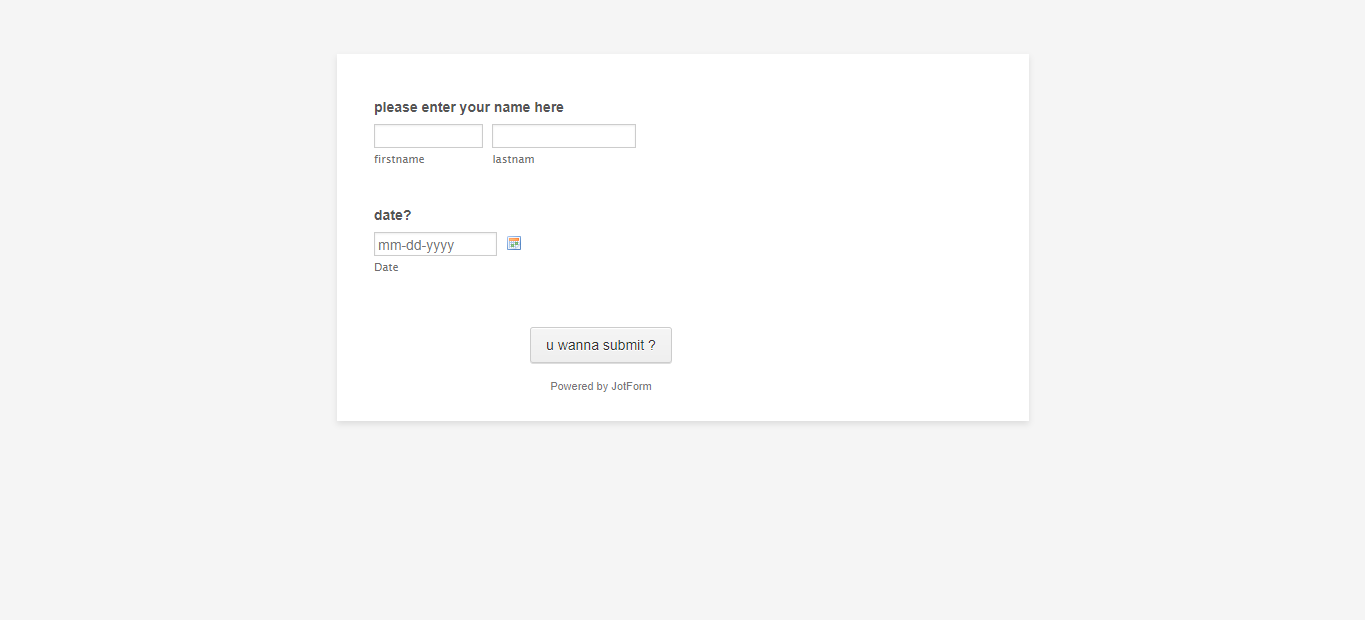 please enter your name here
firstname lastnam
date?
mm-dd-yyyy
Date
u wanna submit ?
Powered by JotForm